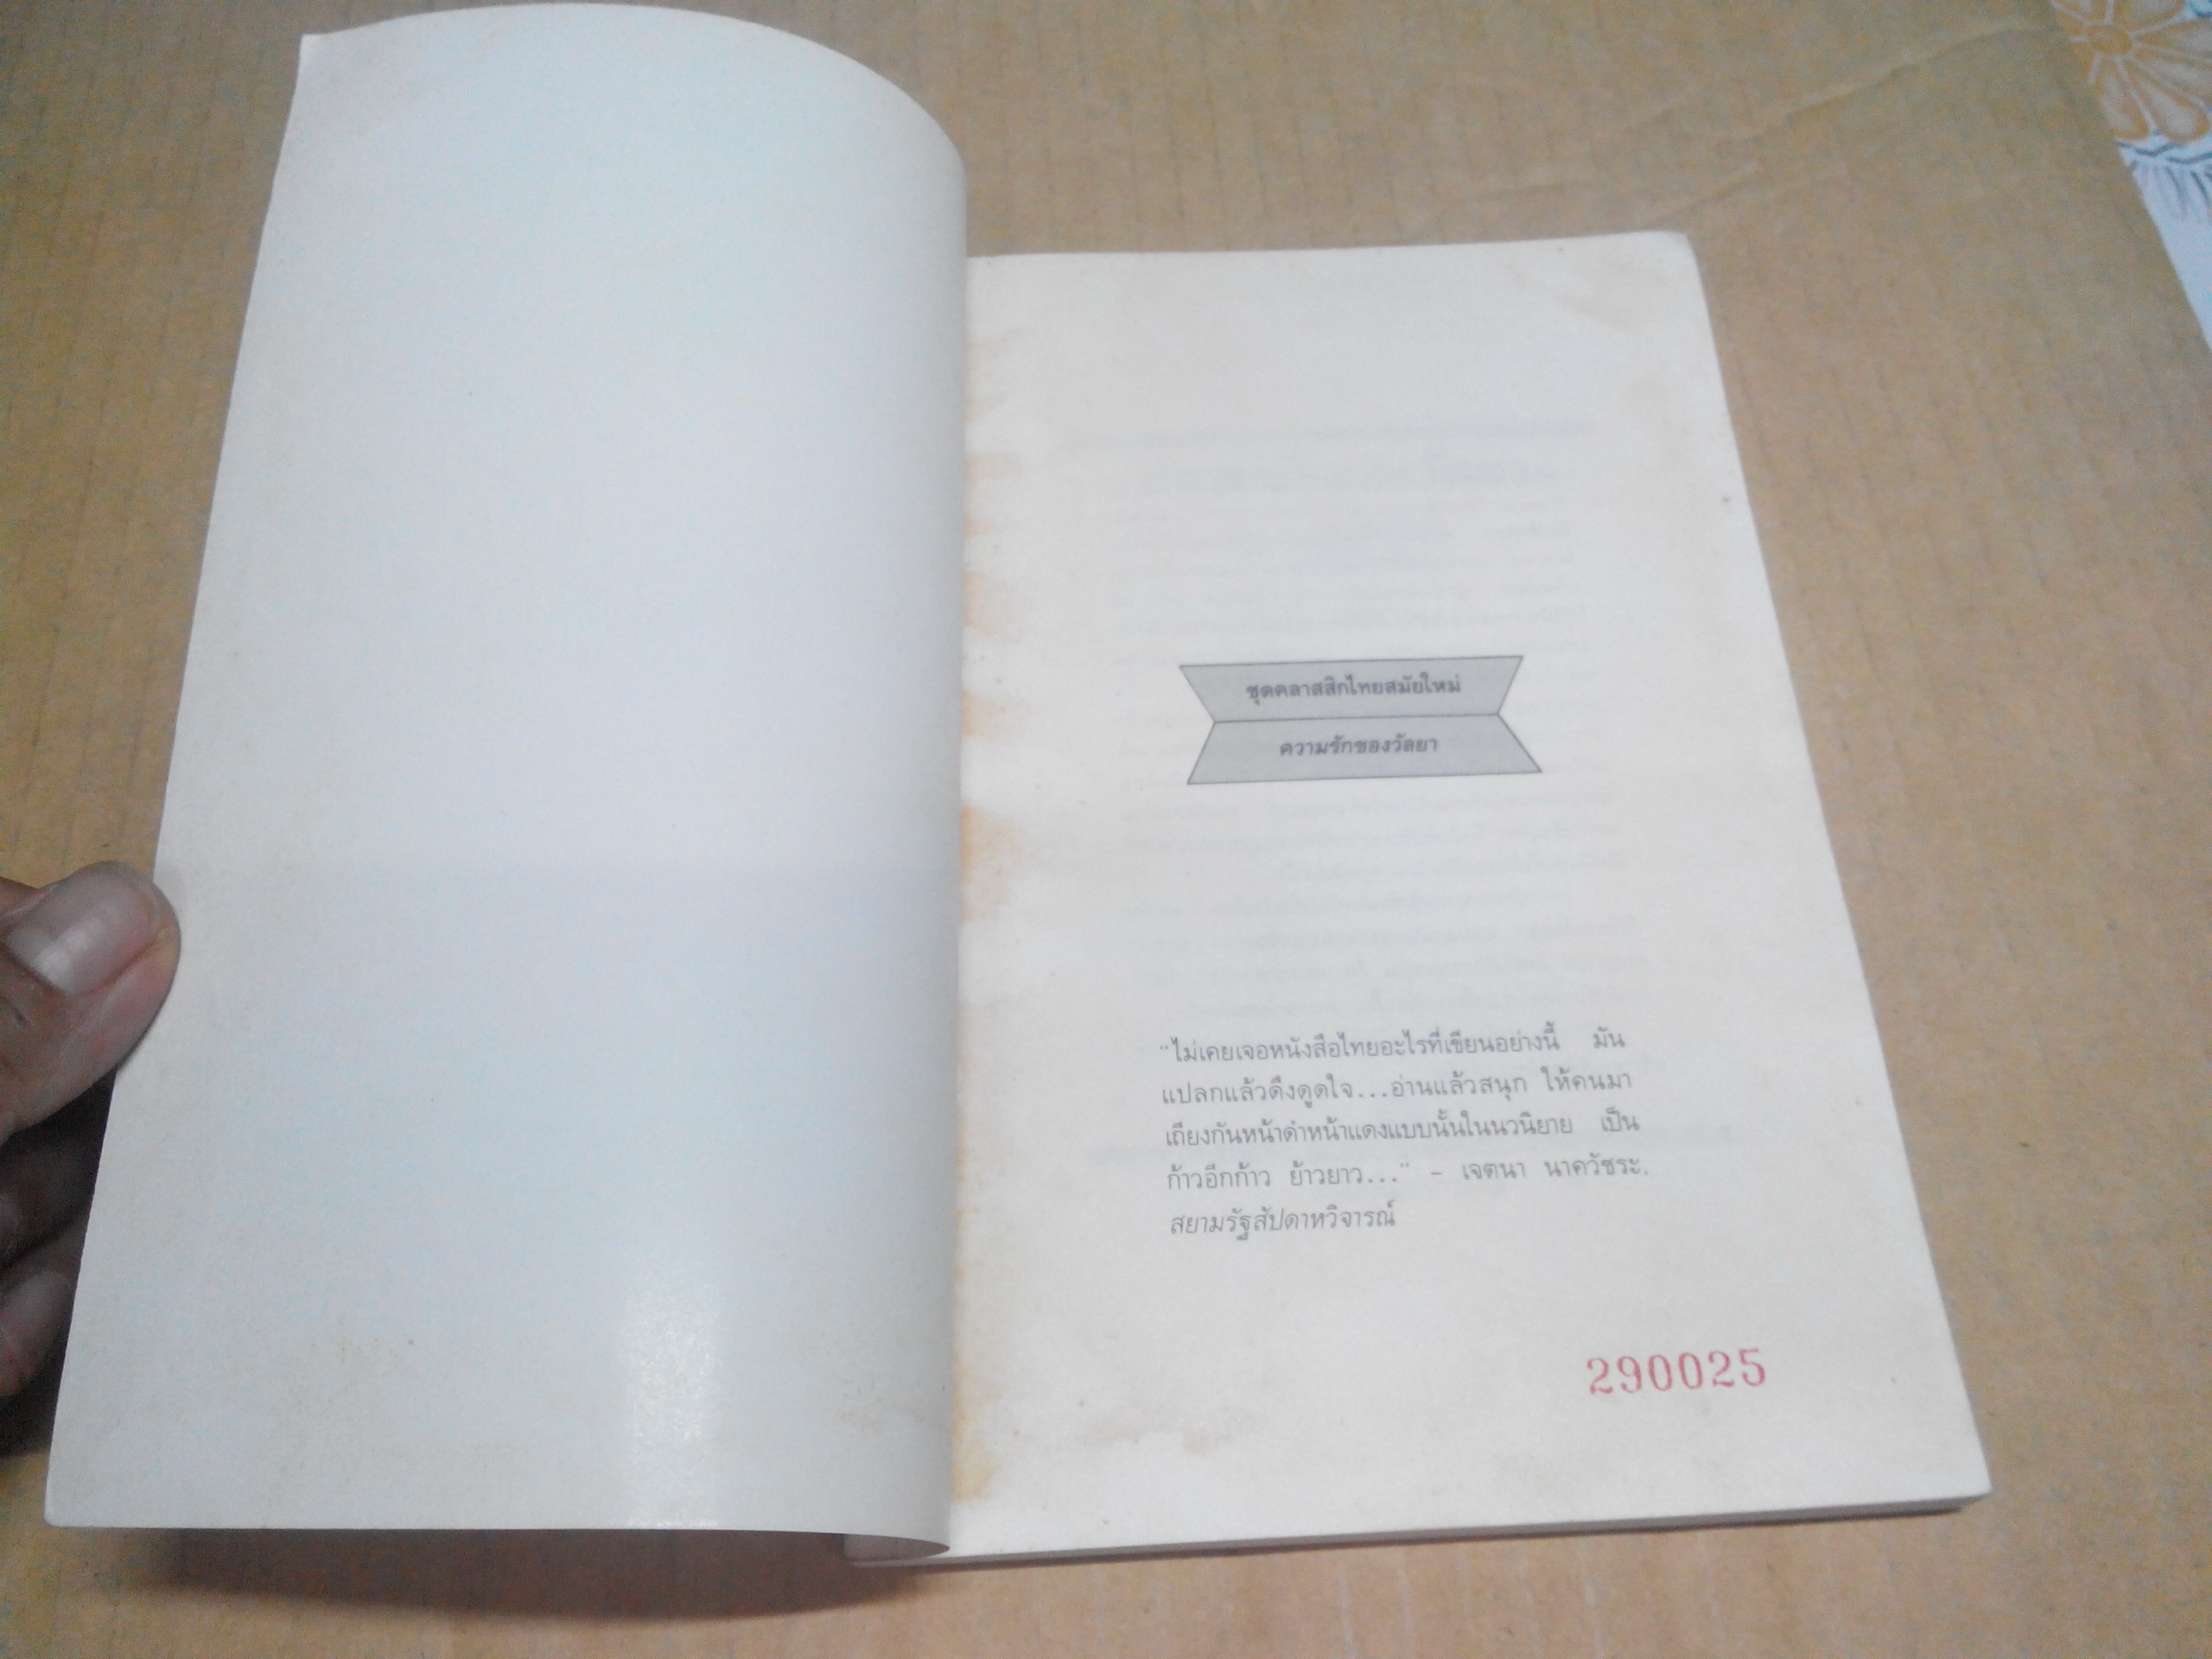 ชุดคลาสสิกไทยสมัยใหม่
ความรักของวัลยา
"ไม่เคยเจอหนังสือไทยอะไรที่เขียนอย่างนี้ มัน
แปลกแล้วดึงดูดใจ...อ่านแล้วสนุก ให้คนมา
เถียงกันหน้าดำหน้าแดงแบบนั้นในนวนิยาย เป็น
ก้าวอีกก้าว ย้าวยาว..." – เจตนา นาควัชระ,
สยามรัฐสัปดาหวิจารณ์
290025